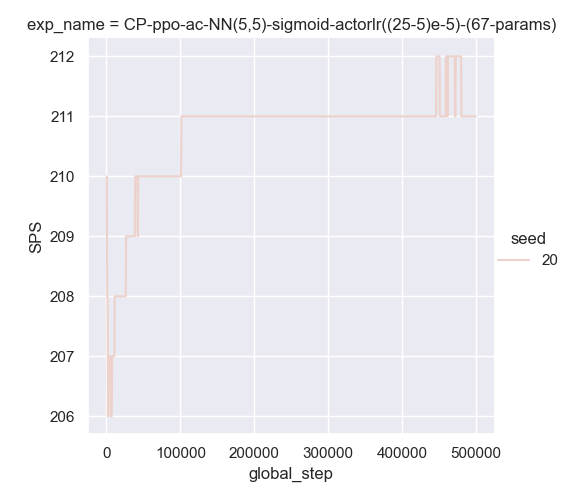 exp_name = CP-ppo-ac-NN(5,5)-sigmoid-actorlr((25-5)e-5)-(67-params)
212
211
210
209
208
207
206
SPS
seed
20
0 100000 200000 300000 400000 500000
global_step